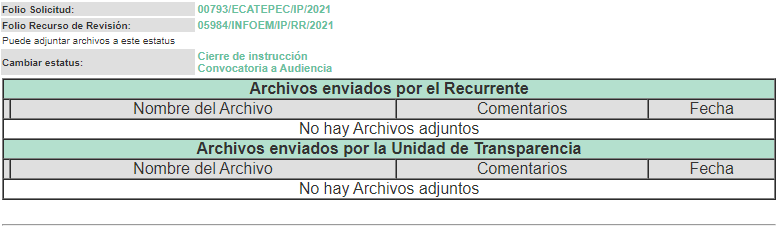 Folio Solicitud: 00793/ECATEPEC/IP/2021
Folio Recurso de Revisión: 05984/INFOEM/IP/RR/2021
Puede adjuntar archivos a este estatus
Cambiar estatus: Cierre de instrucción
Convocatoria a Audiencia
Archivos enviados por el Recurrente
Nombre del Archivo Comentarios Fecha
No hay Archivos adjuntos
Archivos enviados por la Unidad de Transparencia
Nombre del Archivo Comentarios Fecha
No hay Archivos adjuntos